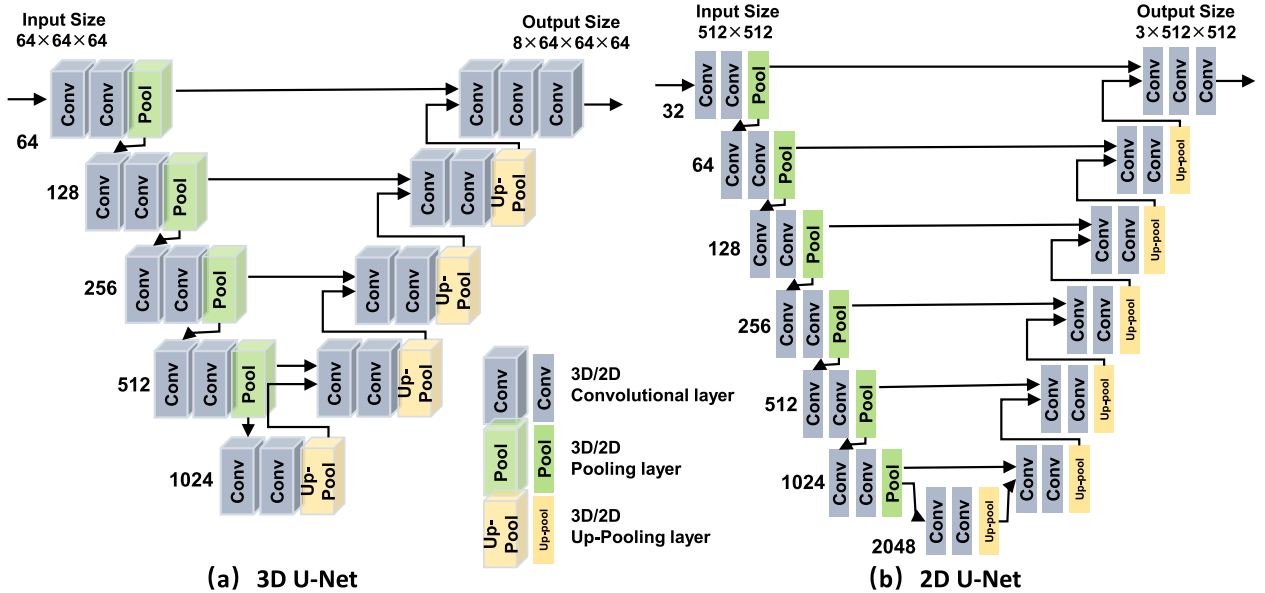 Input Size
64×64×64
Output Size
8×64×64×64
Conv
Conv
Pool
Conv
Conv
Conv
64
128
Conv
Conv
Pool
Conv
Conv
Up-
Pool
256
Conv
Conv
Pool
Conv
Conv
Up-
Pool
512
Conv
Conv
Pool
Conv
Conv
Up-
Pool
1024
Conv
Conv
Up-
Pool
Conv
Conv
3D/2D
Convolutional layer
Pool
Pool
3D/2D
Pooling layer
Up-
Pool
Up-pool
3D/2D
Up-Pooling layer
(a) 3D U-Net
Input Size
512×512
Output Size
3×512×512
32
Conv
Conv
Pool
Conv
Conv
Conv
64
Conv
Conv
Pool
Conv
Conv
Up-pool
128
Conv
Conv
Pool
Conv
Conv
Up-pool
256
Conv
Conv
Pool
Conv
Conv
Up-pool
512
Conv
Conv
Pool
Conv
Conv
Up-pool
1024
Conv
Conv
Pool
Conv
Conv
Up-pool
2048
Conv
Conv
Up-pool
(b) 2D U-Net